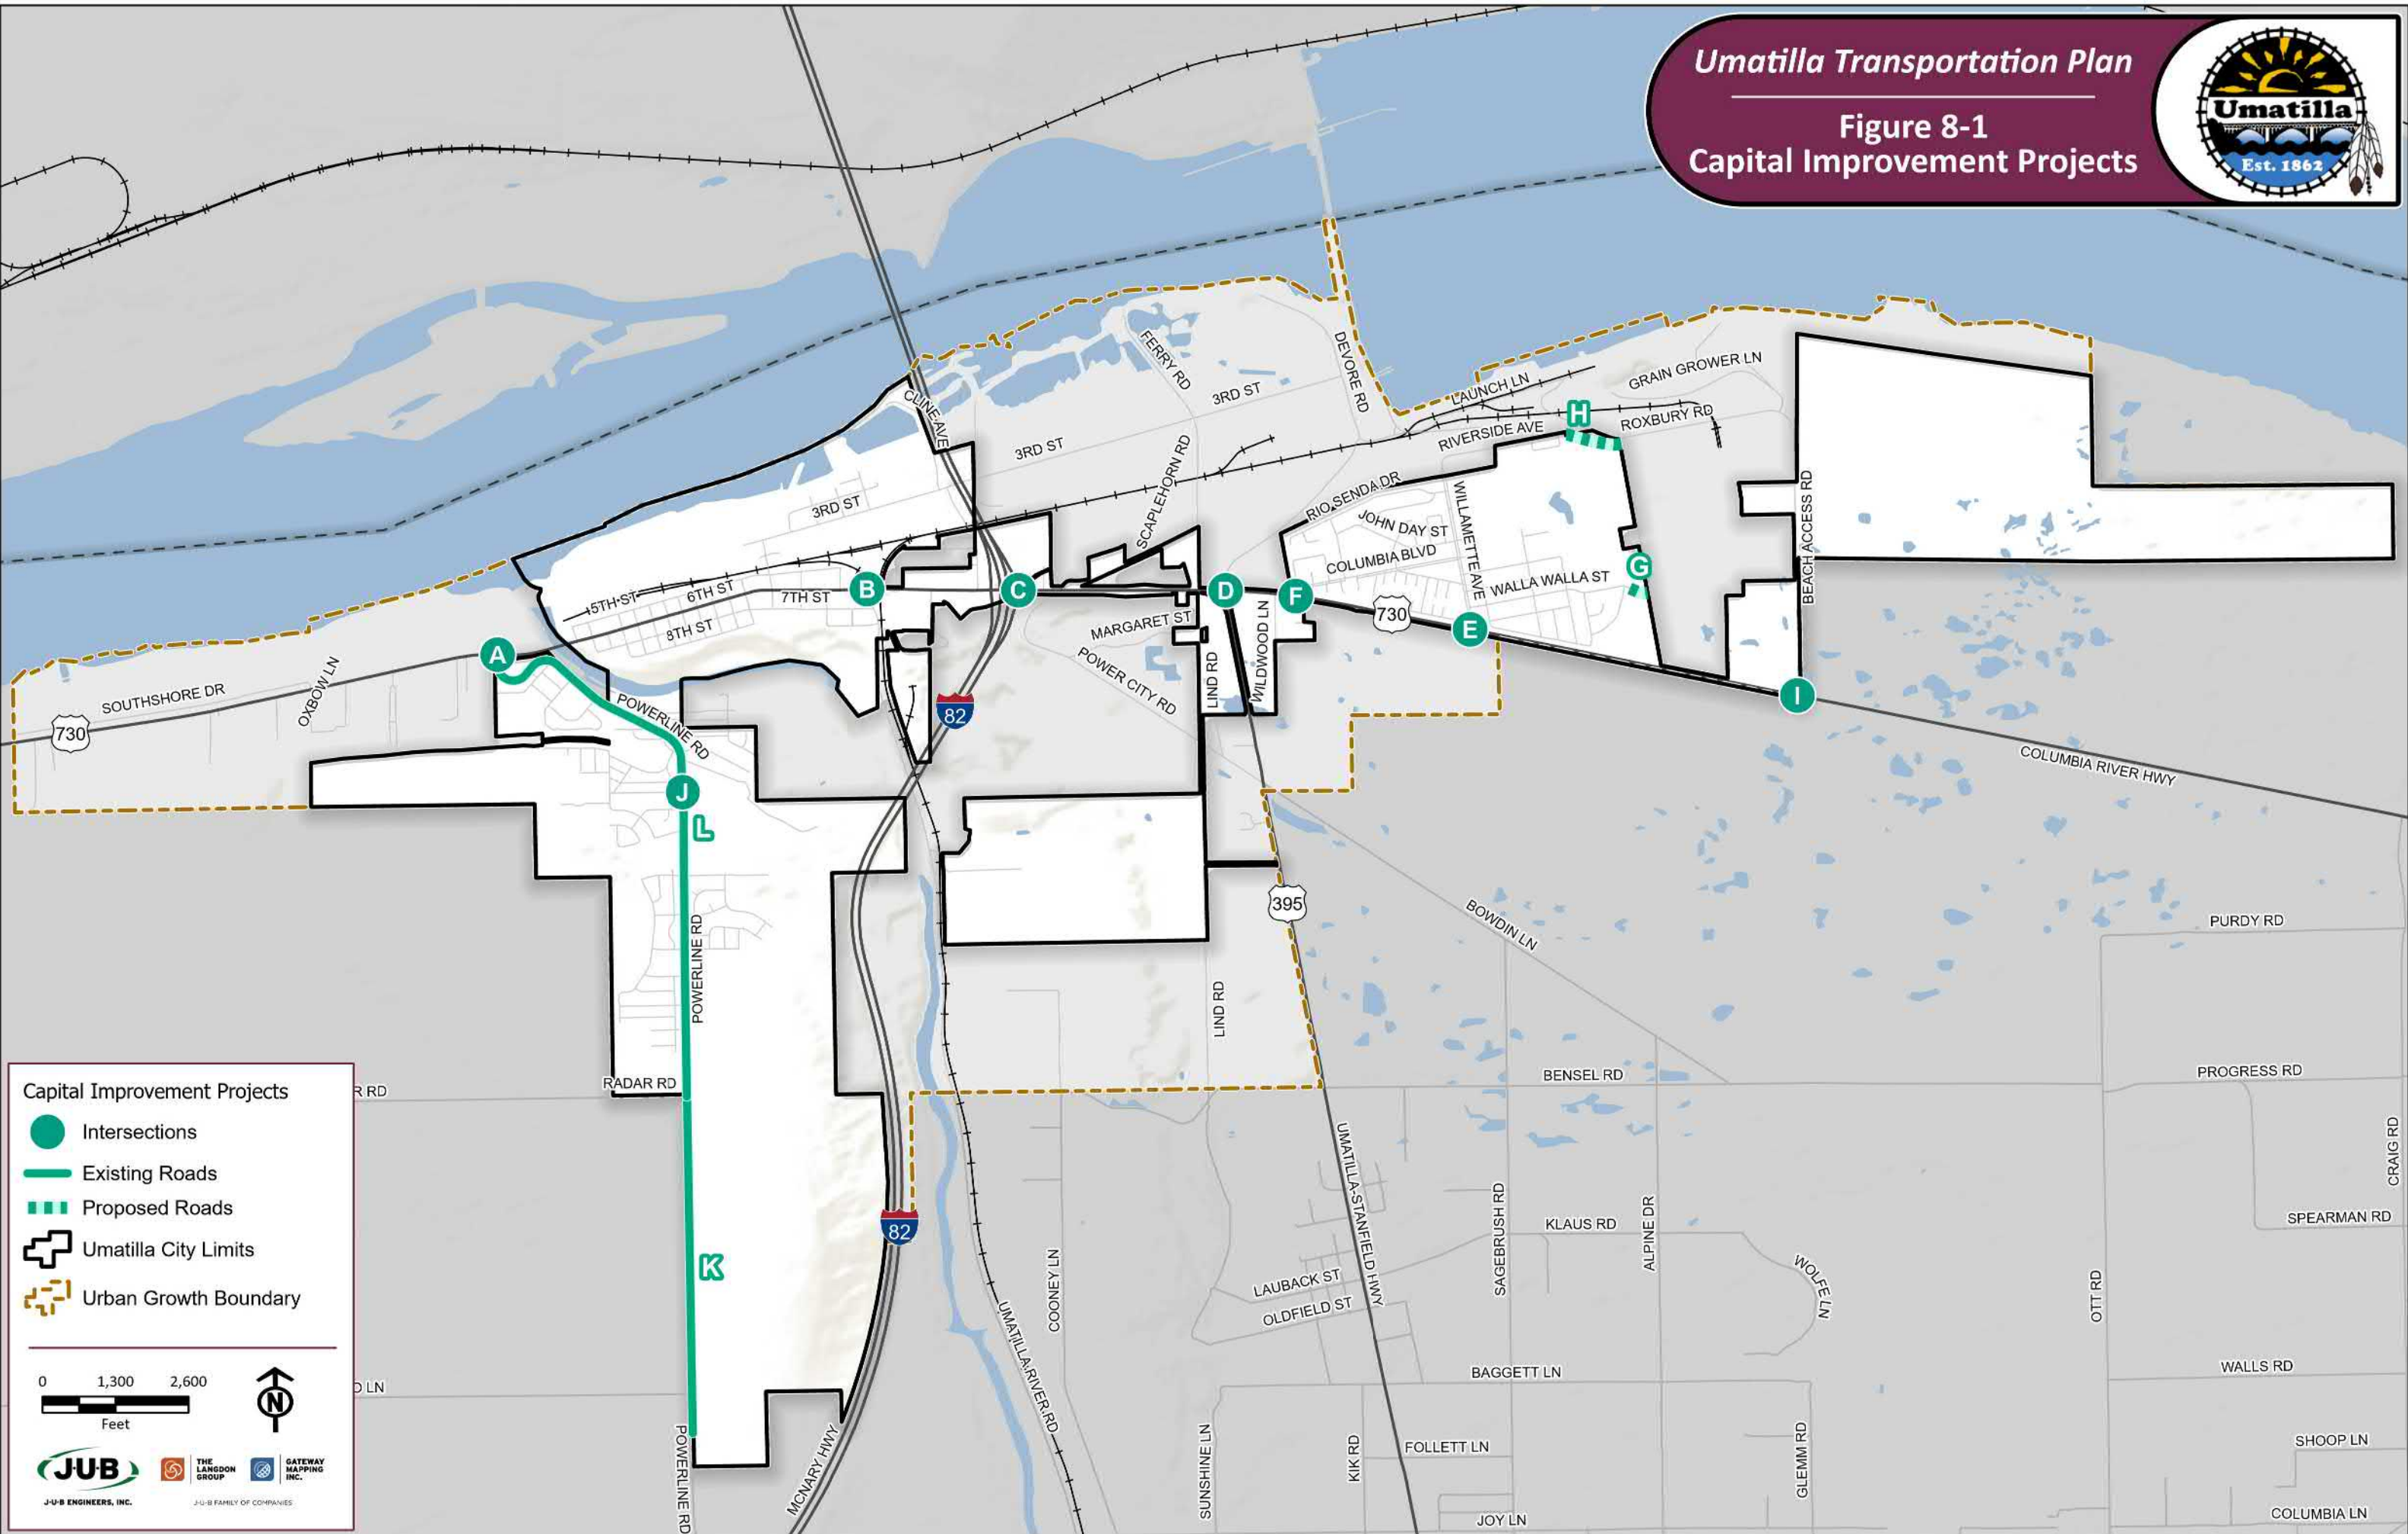 Umatilla Transportation Plan
Figure 8-1
Capital Improvement Projects
Umatilla
Est. 1862
FERRY RD
DEVORE RD
3RD ST
LAUNCH LN
GRAIN GROWER LN
CLINE AVE
3RD ST
H
ROXBURY RD
RIVERSIDE AVE
SCAPLEHORN RD
RIO SENDA DR
WILLAMETTE AVE
BEACH ACCESS RD
3RD ST
JOHN DAY ST
COLUMBIA BLVD
WALLA WALLA ST
G
5TH ST
6TH ST
7TH ST
8TH ST
B
C
D
F
730
E
MARGARET ST
POWER CITY RD
LIND RD
WILDWOOD LN
I
A
SOUTHSHORE DR
OXBOW LN
730
POWERLINE RD
82
COLUMBIA RIVER HWY
J
L
POWERLINE RD
395
BOWDIN LN
PURDY RD
LIND RD
RADAR RD
BENSEL RD
PROGRESS RD
CRAIG RD
UMATILLA-STANFIELD HWY
SAGEBRUSH RD
KLAUS RD
ALPINE DR
SPEARMAN RD
82
K
COONEY LN
LAUBACK ST
OLDFIELD ST
WOLFE LN
OTT RD
UMATILLA RIVER RD
BAGGETT LN
WALLS RD
POWERLINE RD
MCNARY HWY
SUNSHINE LN
KIK RD
FOLLETT LN
GLEMM RD
SHOOP LN
JOY LN
COLUMBIA LN
R RD
D LN
Capital Improvement Projects
Intersections
Existing Roads
Proposed Roads
Umatilla City Limits
Urban Growth Boundary
0 1,300 2,600
Feet
N
J·U·B
J·U·B ENGINEERS, INC.
THE
LANGDON
GROUP
GATEWAY
MAPPING
INC.
J·U·B FAMILY OF COMPANIES